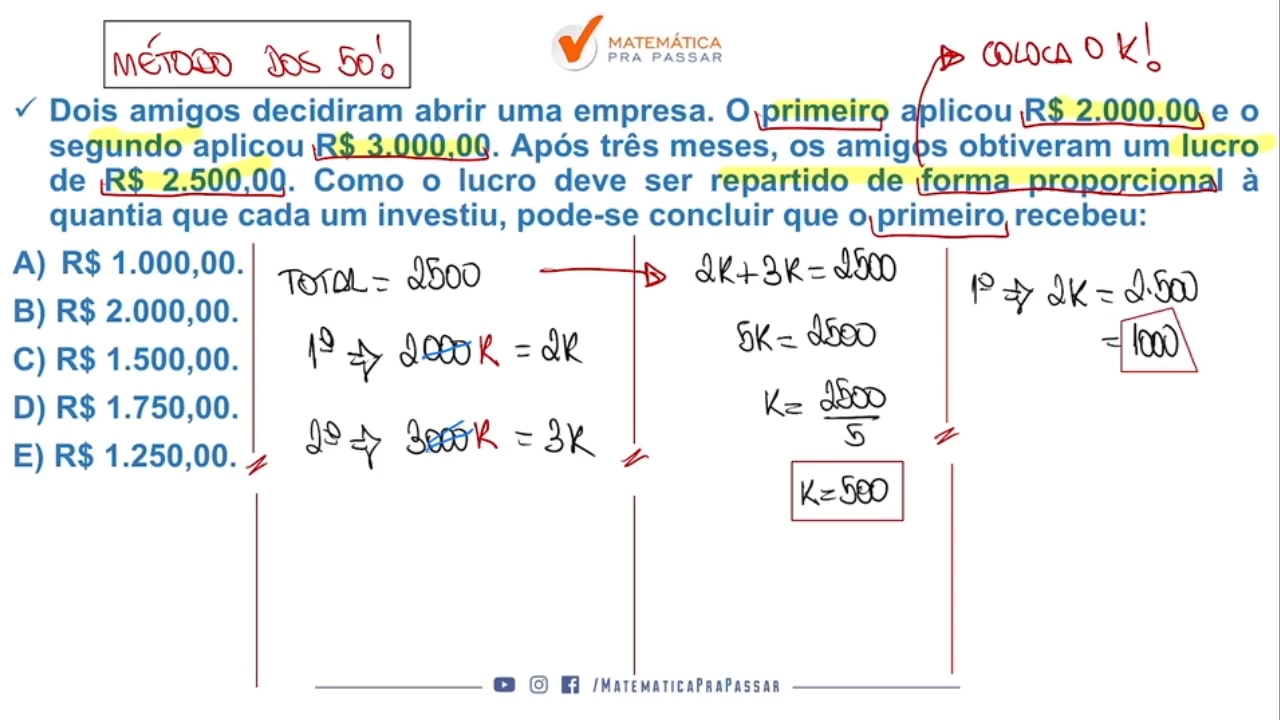 MÉTODO DOS 50!
MATEMÁTICA
PRA PASSAR
COLOCA O K!
✓ Dois amigos decidiram abrir uma empresa. O primeiro aplicou R$ 2.000,00 e o
segundo aplicou R$ 3.000,00. Após três meses, os amigos obtiveram um lucro
de R$ 2.500,00. Como o lucro deve ser repartido de forma proporcional à
quantia que cada um investiu, pode-se concluir que o primeiro recebeu:
A) R$ 1.000,00.
B) R$ 2.000,00.
C) R$ 1.500,00.
D) R$ 1.750,00.
E) R$ 1.250,00.
TOTAL = 2500
1º ⇒ 2000 K = 2K
2º ⇒ 3000 K = 3K
2K + 3K = 2500
5K = 2500
K = 2500
5
K = 500
1º ⇒ 2K = 2.500
= 1000
/MATEMATICAPRAPASSAR